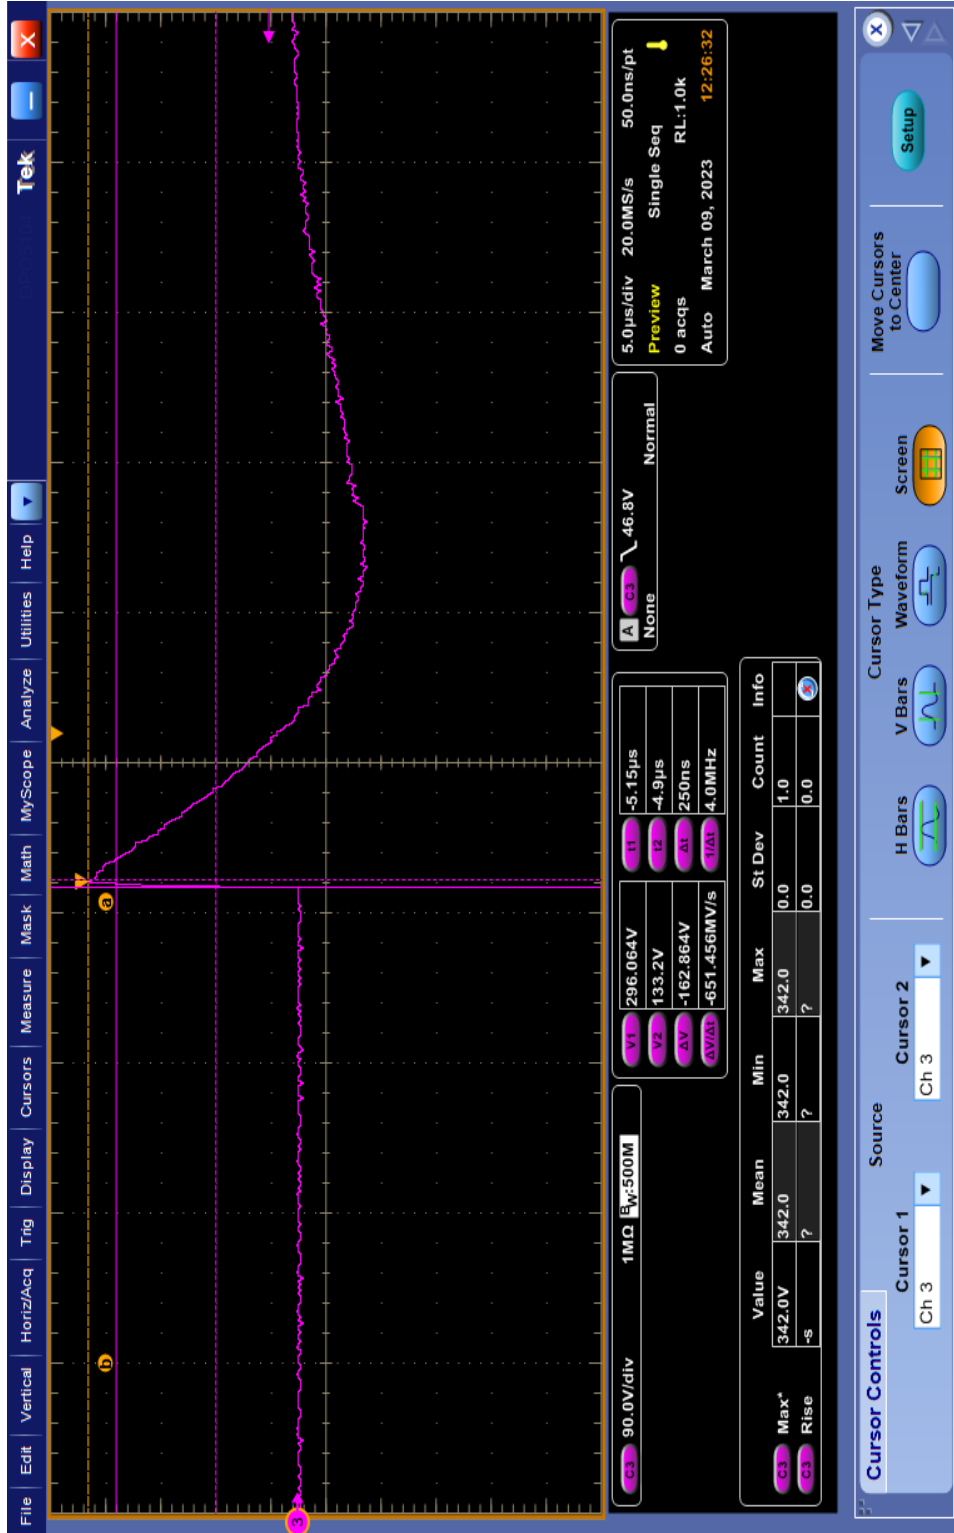 File Edit Vertical Horiz/Acq Trig Display Cursors Measure Mask Math MyScope Analyze Utilities Help
Tek
X
a
b
3
C3 90.0V/div 1MΩ BW:500M
V1 296.064V
V2 133.2V
ΔV -162.864V
ΔV/Δt -651.456MV/s
t1 -5.15µs
t2 -4.9µs
Δt 250ns
1/Δt 4.0MHz
A C3 46.8V
None Normal
5.0µs/div 20.0MS/s 50.0ns/pt
Preview Single Seq
0 acqs RL:1.0k
Auto March 09, 2023 12:26:32
Value Mean Min Max St Dev Count Info
C3 Max* 342.0V 342.0 342.0 342.0 0.0 1.0
C3 Rise -s ? ? ? 0.0 0.0
Cursor Controls
Source
Cursor 1
Ch 3
Cursor 2
Ch 3
Cursor Type
H Bars
V Bars
Waveform
Screen
Move Cursors
to Center
Setup
X